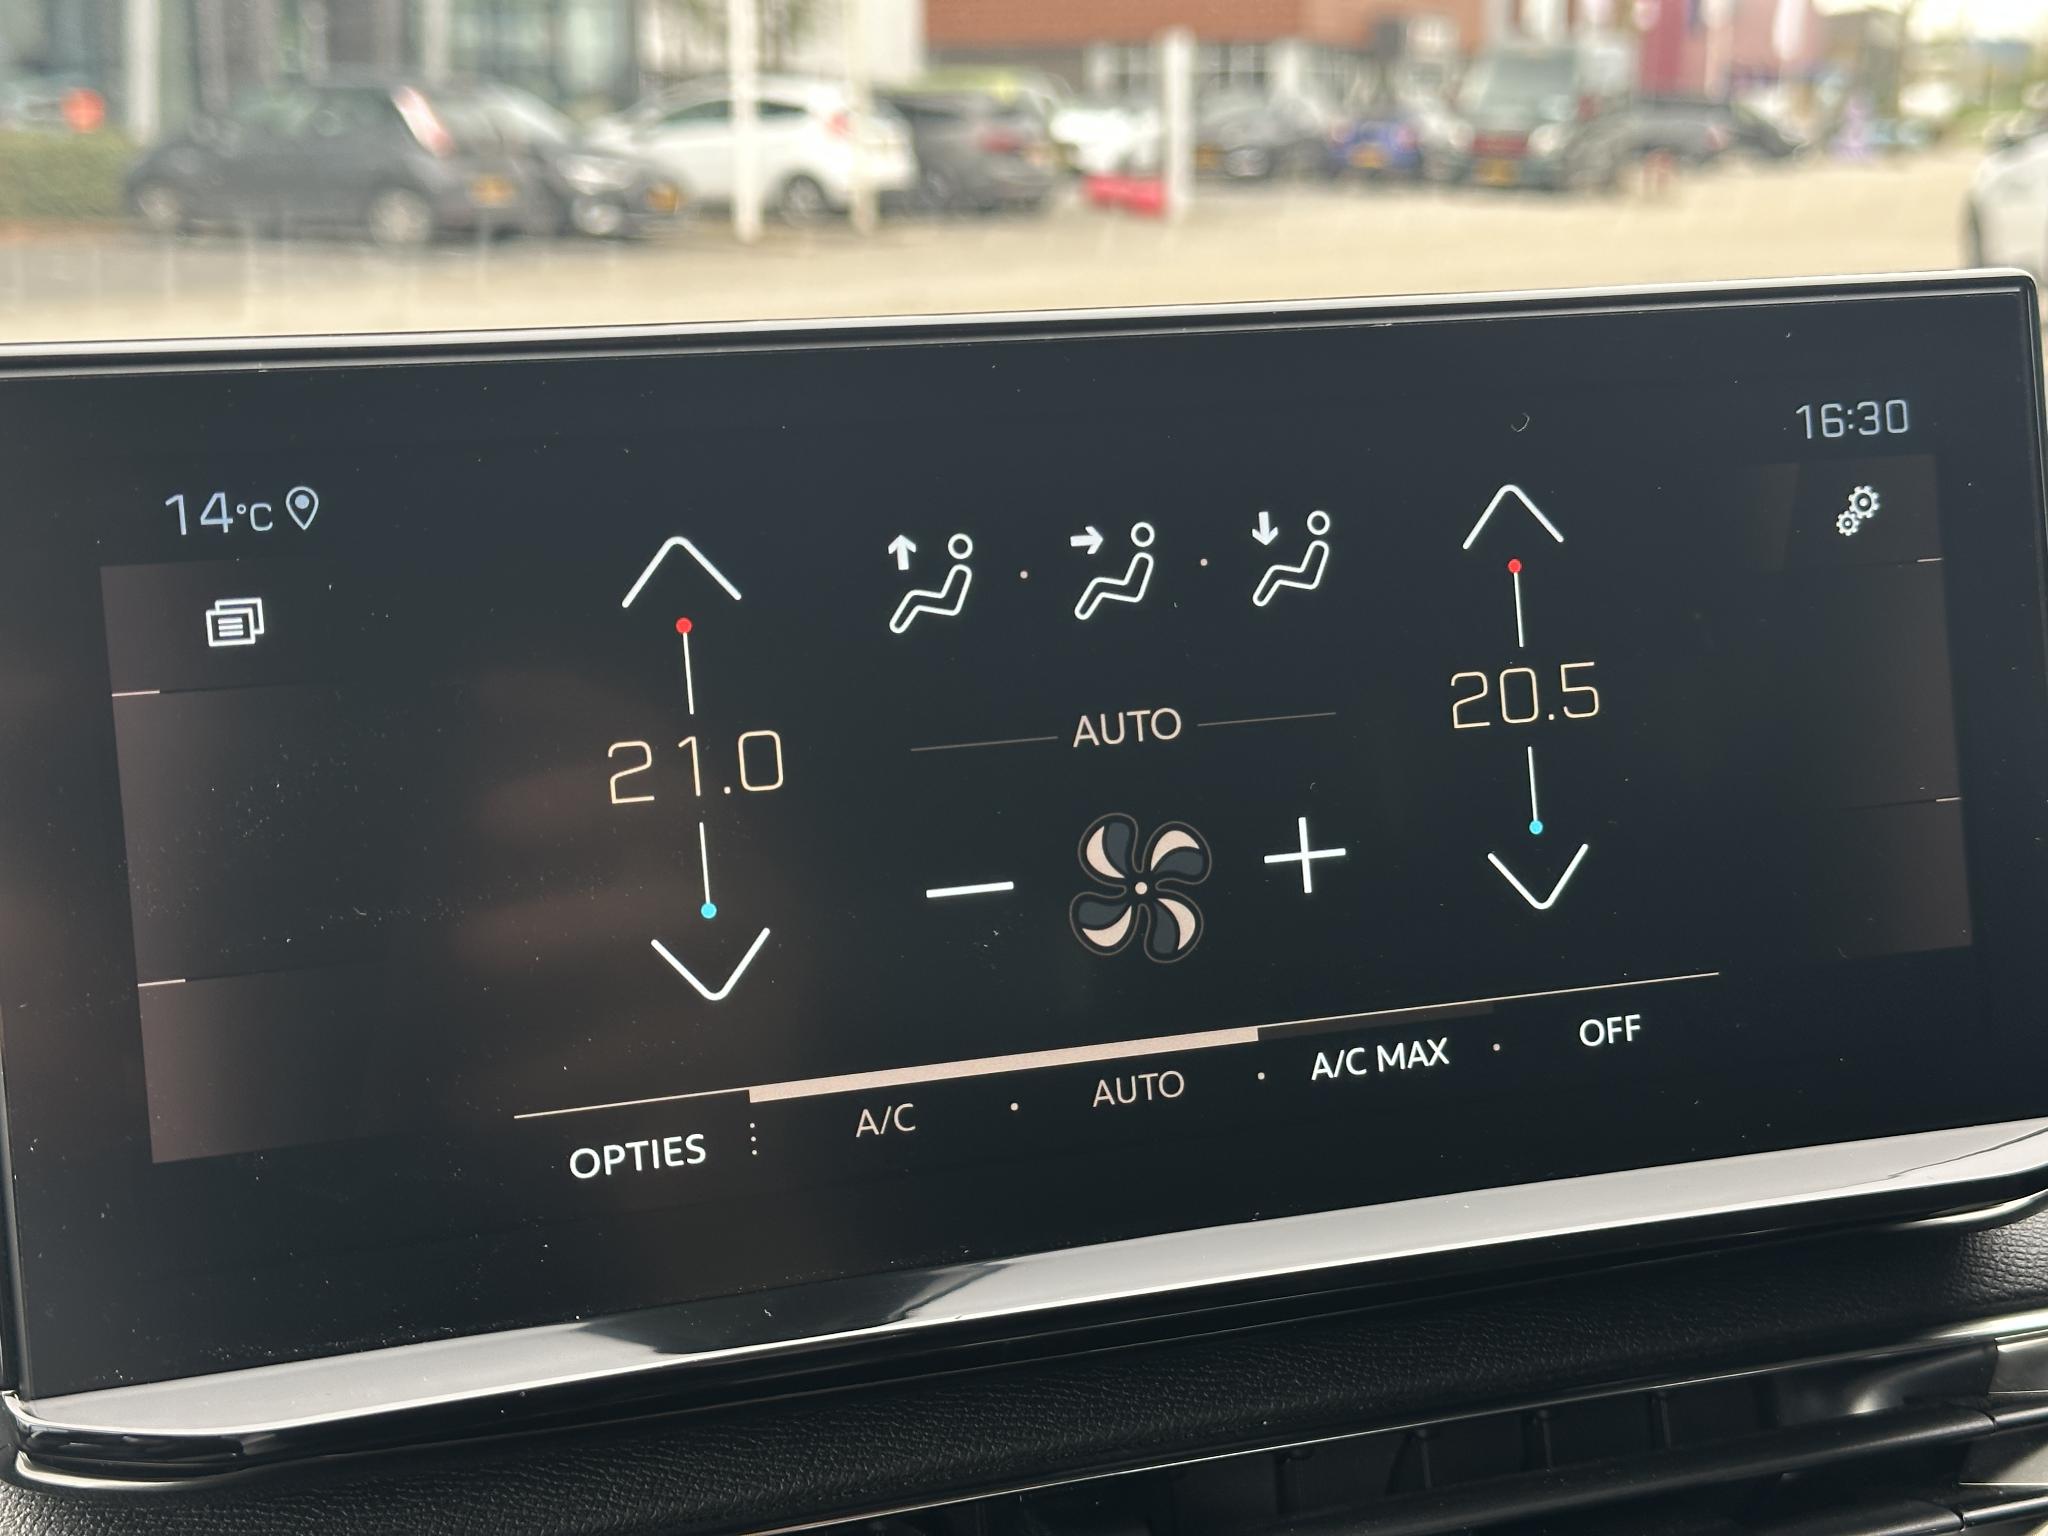 16:30
14°C
21.0
20.5
AUTO
OPTIES
A/C
AUTO
A/C MAX
OFF